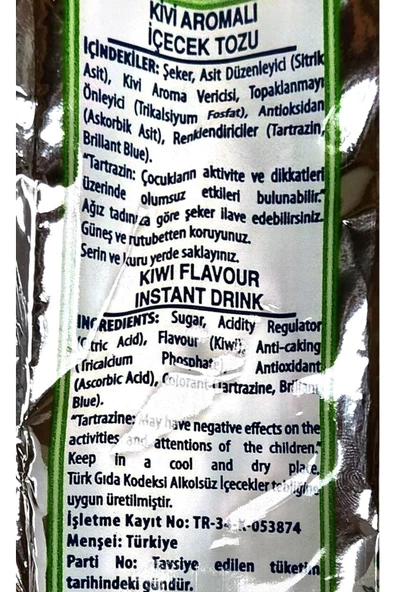 KİVİ AROMALI
İÇECEK TOZU
İÇİNDEKİLER: Şeker, Asit Düzenleyici (Sitrik
Asit), Kivi Aroma Vericisi, Topaklanmayı
Önleyici (Trikalsiyum Fosfat), Antioksidan
(Askorbik Asit), Renklendiriciler (Tartrazin,
Brillant Blue).
"Tartrazin: Çocukların aktivite ve dikkatleri
üzerinde olumsuz etkileri bulunabilir."
Ağız tadınıza göre şeker ilave edebilirsiniz.
Güneş ve rutubetten koruyunuz.
Serin ve kuru yerde saklayınız.
KIWI FLAVOUR
INSTANT DRINK
INGREDIENTS: Sugar, Acidity Regulator
(Citric Acid), Flavour (Kiwi), Anti-caking
(Tricalcium Phosphate), Antioxidant
(Ascorbic Acid), Colorant (Tartrazine, Brillant
Blue).
"Tartrazine: May have negative effects on the
activities and attentions of the children."
Keep in a cool and dry place.
Türk Gıda Kodeksi Alkolsüz İçecekler tebliğine
uygun üretilmiştir.
İşletme Kayıt No: TR-34-K-053874
Menşei: Türkiye
Parti No: Tavsiye edilen tüketim
tarihindeki gündür.